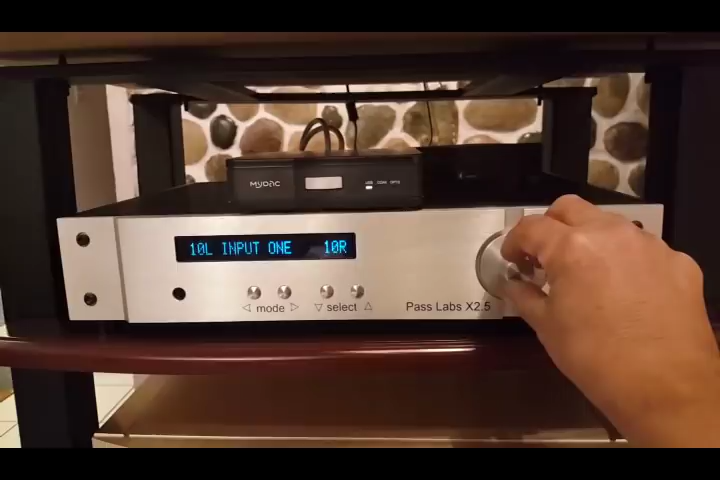 MYDAC
10L INPUT ONE 10R
◁ mode ▷ ▽ select △
Pass Labs X2.5